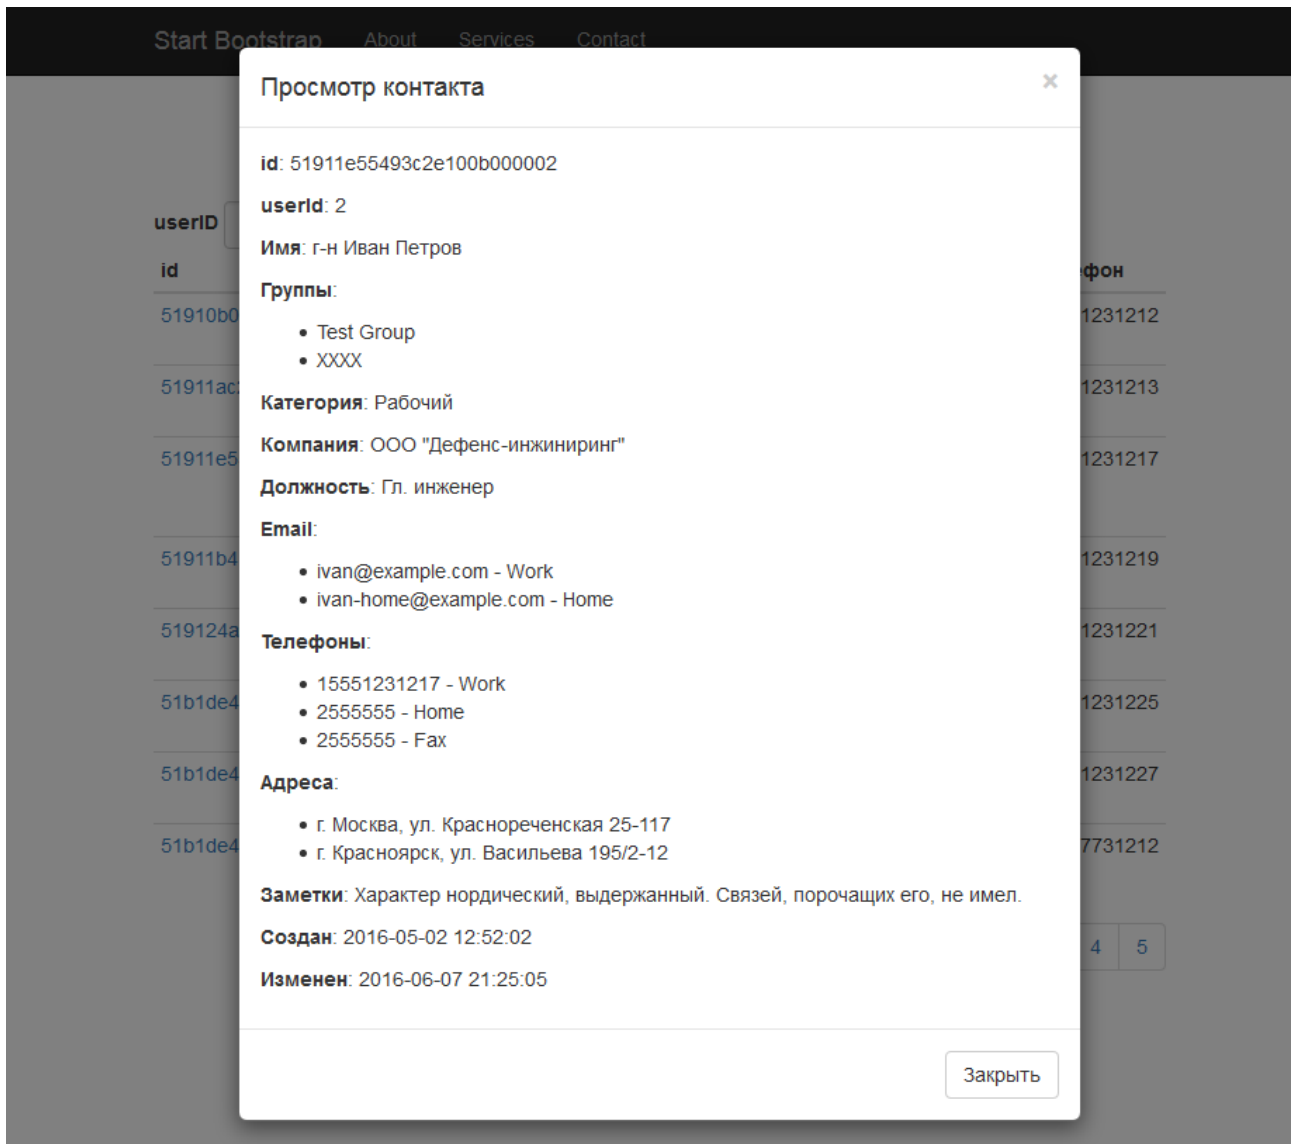 Start Bootstrap About Services Contact
Просмотр контакта ×
id: 51911e55493c2e100b000002
userId: 2
Имя: г-н Иван Петров
Группы:
Test Group
XXXX
Категория: Рабочий
Компания: ООО "Дефенс-инжиниринг"
Должность: Гл. инженер
Email:
ivan@example.com - Work
ivan-home@example.com - Home
Телефоны:
15551231217 - Work
2555555 - Home
2555555 - Fax
Адреса:
г. Москва, ул. Краснореченская 25-117
г. Красноярск, ул. Васильева 195/2-12
Заметки: Характер нордический, выдержанный. Связей, порочащих его, не имел.
Создан: 2016-05-02 12:52:02
Изменен: 2016-06-07 21:25:05
Закрыть
userID
id ефон
51910b0 1231212
51911ac 1231213
51911e5 1231217
51911b4 1231219
519124a 1231221
51b1de4 1231225
51b1de4 1231227
51b1de4 7731212
4 5